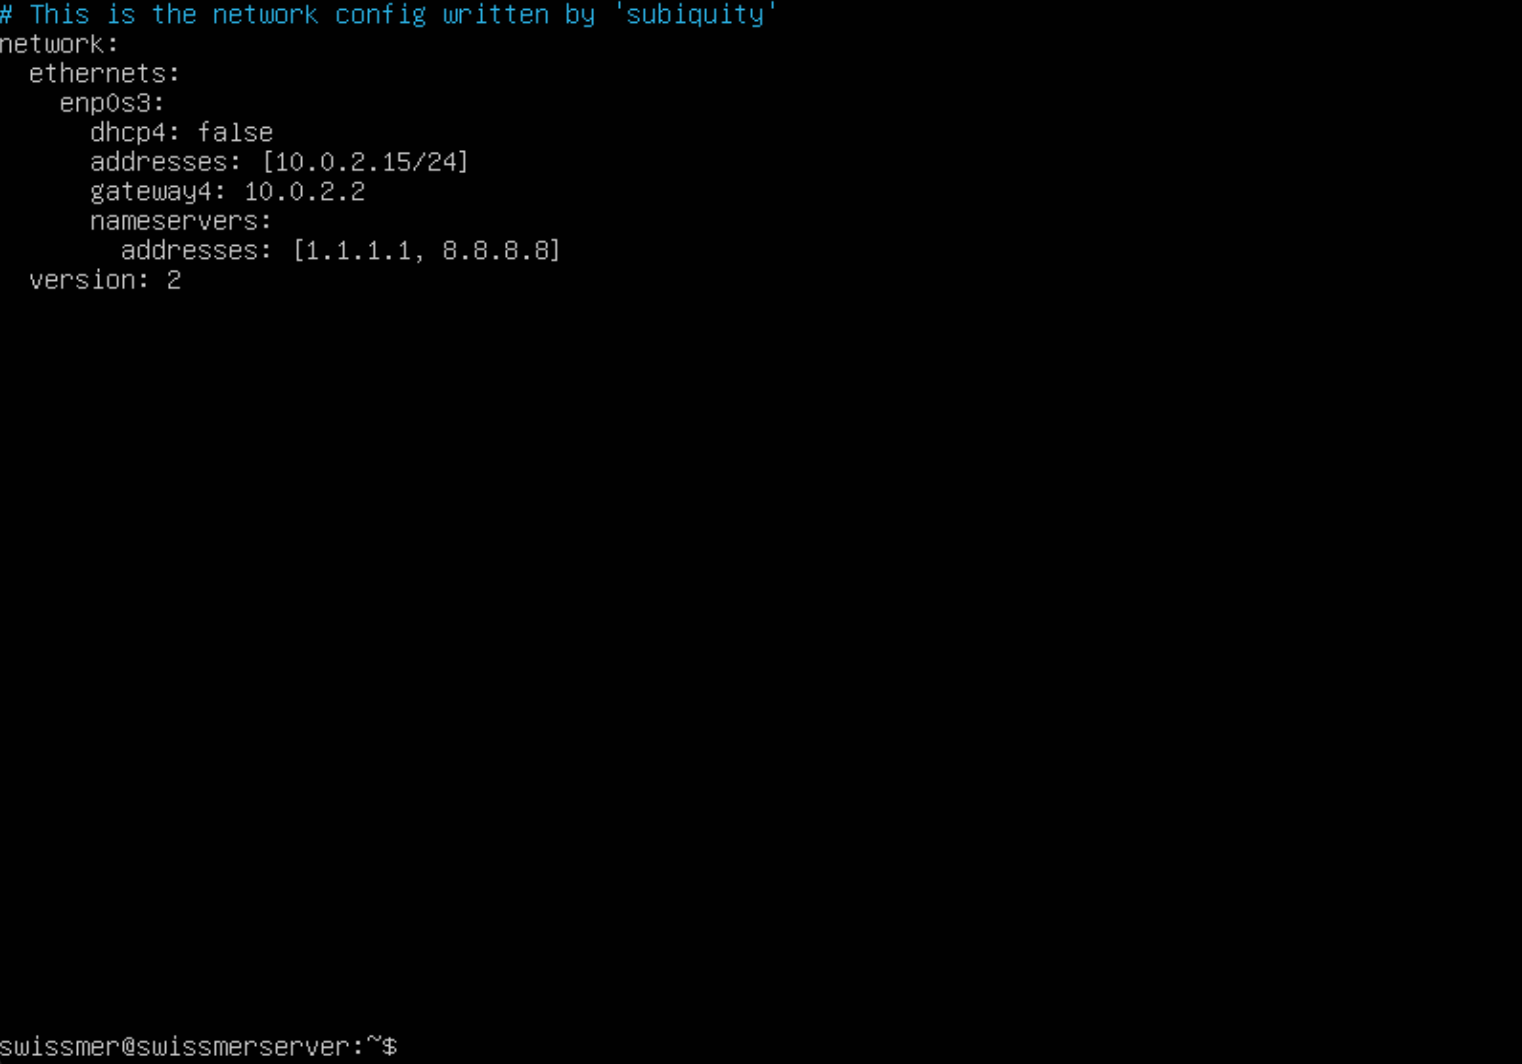 # This is the network config written by 'subiquity'
network:
  ethernets:
    enp0s3:
      dhcp4: false
      addresses: [10.0.2.15/24]
      gateway4: 10.0.2.2
      nameservers:
        addresses: [1.1.1.1, 8.8.8.8]
  version: 2
swissmer@swissmerserver:~$